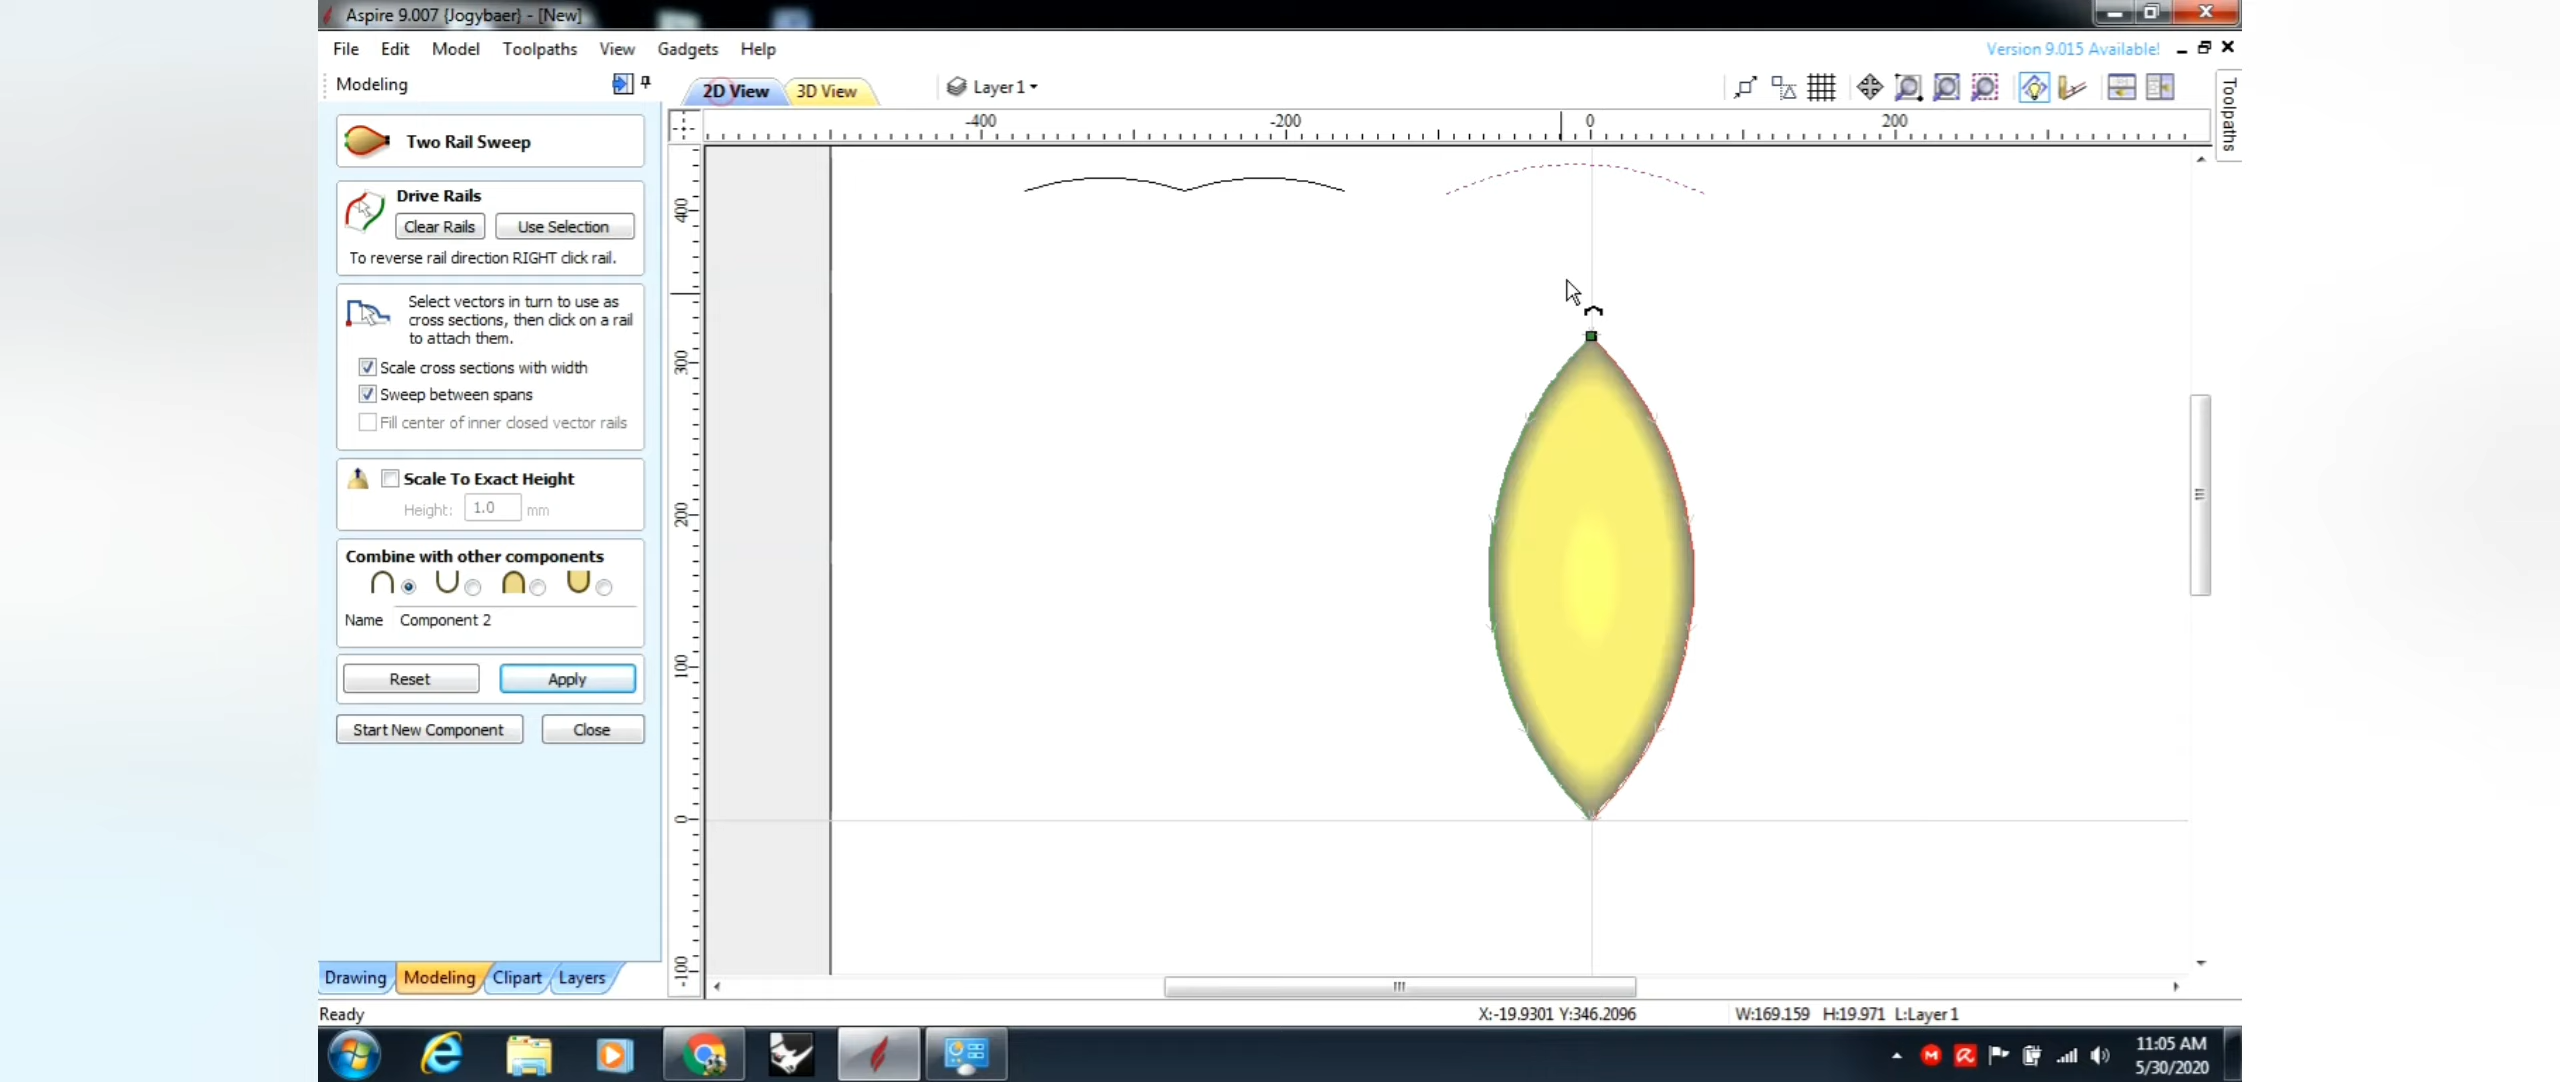 Aspire 9.007 {Jogybaer} - [New]
File Edit Model Toolpaths View Gadgets Help
Version 9.015 Available!
Modeling
2D View 3D View Layer1
Toolpaths
-400 -200 0 200
Two Rail Sweep
Drive Rails
Clear Rails Use Selection
To reverse rail direction RIGHT click rail.
Select vectors in turn to use as
cross sections, then click on a rail
to attach them.
Scale cross sections with width
Sweep between spans
Fill center of inner closed vector rails
Scale To Exact Height
Height: 1.0 mm
Combine with other components
Name Component 2
Reset Apply
Start New Component Close
400
300
200
100
0
-100
Drawing Modeling Clipart Layers
Ready
X:-19.9301 Y:346.2096
W:169.159 H:19.971 L:Layer1
11:05 AM
5/30/2020